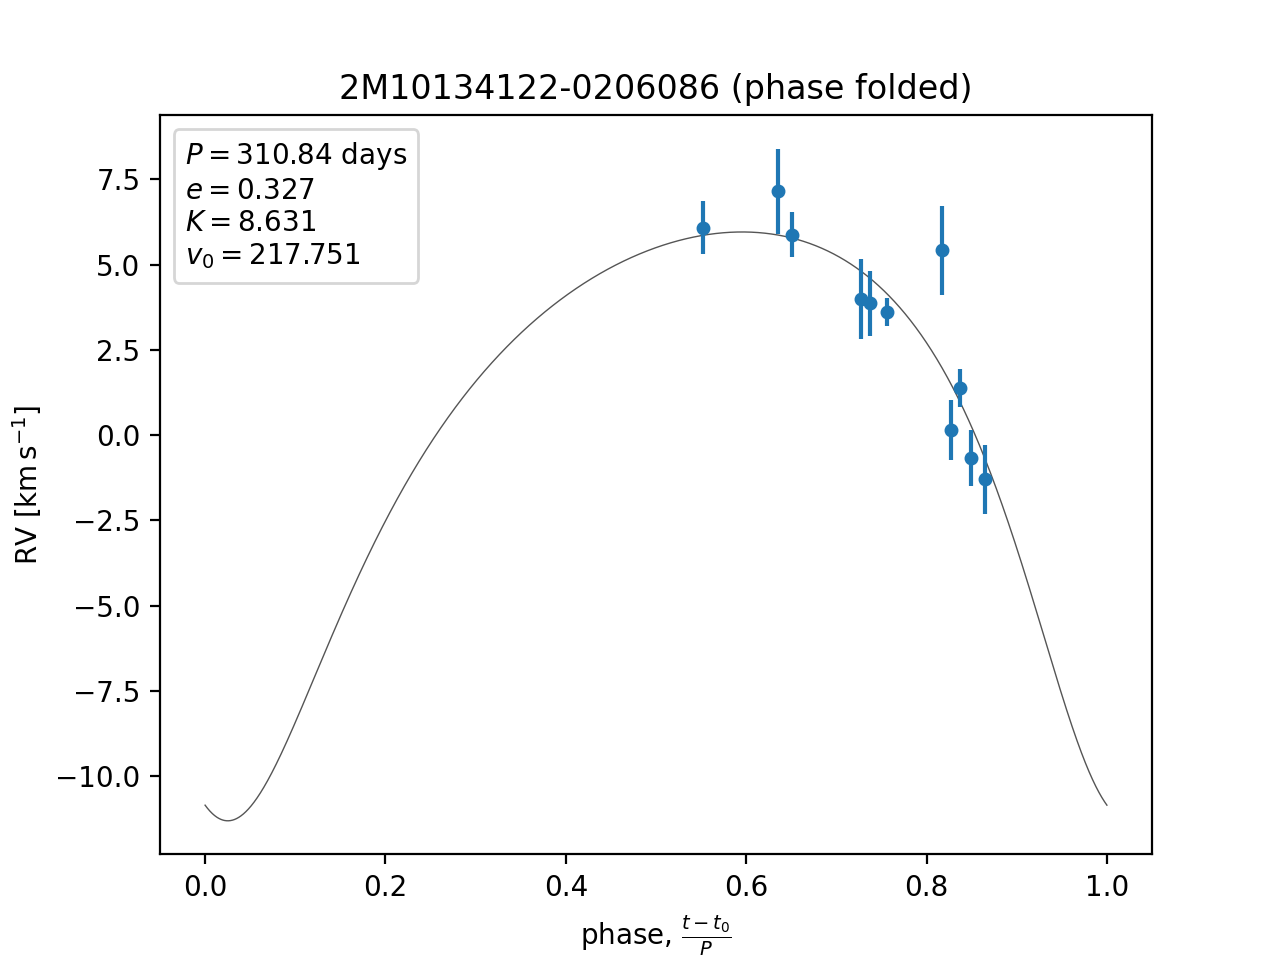 2M10134122-0206086 (phase folded)
P = 310.84 days
e = 0.327
K = 8.631
v₀ = 217.751
7.5
5.0
2.5
0.0
−2.5
−5.0
−7.5
−10.0
RV [km s⁻¹]
0.0 0.2 0.4 0.6 0.8 1.0
phase, (t − t₀)/P